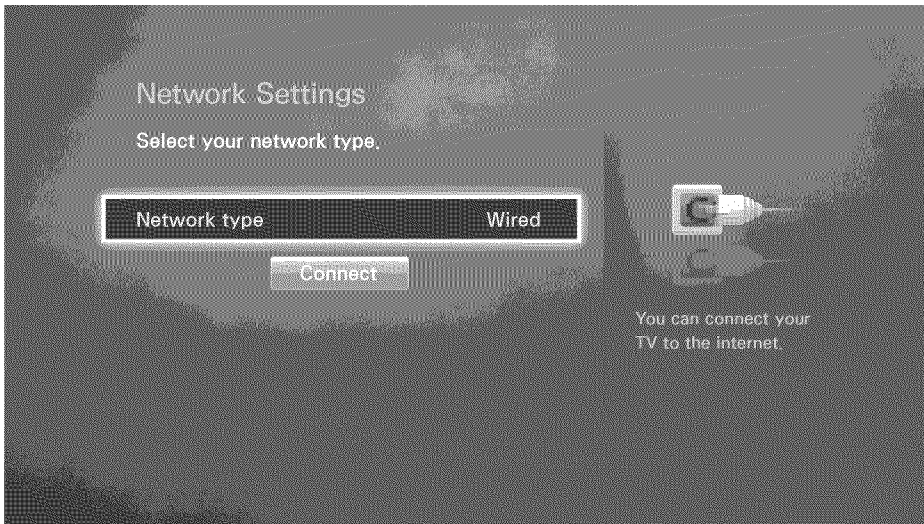 Network Settings
Select your network type.
Network type Wired
Connect
You can connect your
TV to the internet.